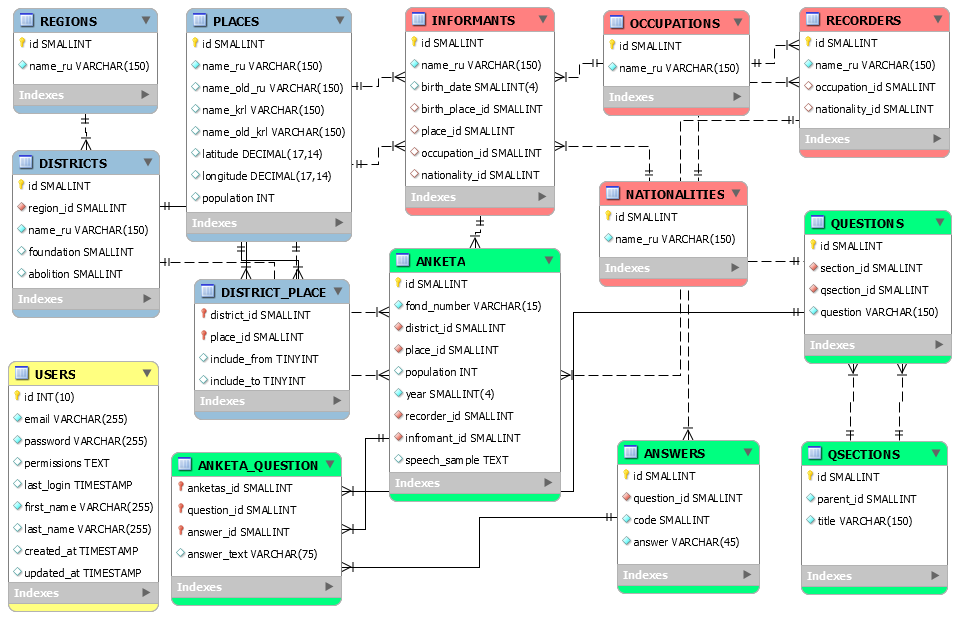 REGIONS
id SMALLINT
name_ru VARCHAR(150)
Indexes
PLACES
id SMALLINT
name_ru VARCHAR(150)
name_old_ru VARCHAR(150)
name_krl VARCHAR(150)
name_old_krl VARCHAR(150)
latitude DECIMAL(17,14)
longitude DECIMAL(17,14)
population INT
Indexes
INFORMANTS
id SMALLINT
name_ru VARCHAR(150)
birth_date SMALLINT(4)
birth_place_id SMALLINT
place_id SMALLINT
occupation_id SMALLINT
nationality_id SMALLINT
Indexes
OCCUPATIONS
id SMALLINT
name_ru VARCHAR(150)
Indexes
RECORDERS
id SMALLINT
name_ru VARCHAR(150)
occupation_id SMALLINT
nationality_id SMALLINT
Indexes
DISTRICTS
id SMALLINT
region_id SMALLINT
name_ru VARCHAR(150)
foundation SMALLINT
abolition SMALLINT
Indexes
NATIONALITIES
id SMALLINT
name_ru VARCHAR(150)
Indexes
QUESTIONS
id SMALLINT
section_id SMALLINT
qsection_id SMALLINT
question VARCHAR(150)
Indexes
DISTRICT_PLACE
district_id SMALLINT
place_id SMALLINT
include_from TINYINT
include_to TINYINT
Indexes
ANKETA
id SMALLINT
fond_number VARCHAR(15)
district_id SMALLINT
place_id SMALLINT
population INT
year SMALLINT(4)
recorder_id SMALLINT
infromant_id SMALLINT
speech_sample TEXT
Indexes
USERS
id INT(10)
email VARCHAR(255)
password VARCHAR(255)
permissions TEXT
last_login TIMESTAMP
first_name VARCHAR(255)
last_name VARCHAR(255)
created_at TIMESTAMP
updated_at TIMESTAMP
Indexes
ANKETA_QUESTION
anketas_id SMALLINT
question_id SMALLINT
answer_id SMALLINT
answer_text VARCHAR(75)
Indexes
ANSWERS
id SMALLINT
question_id SMALLINT
code SMALLINT
answer VARCHAR(45)
Indexes
QSECTIONS
id SMALLINT
parent_id SMALLINT
title VARCHAR(150)
Indexes